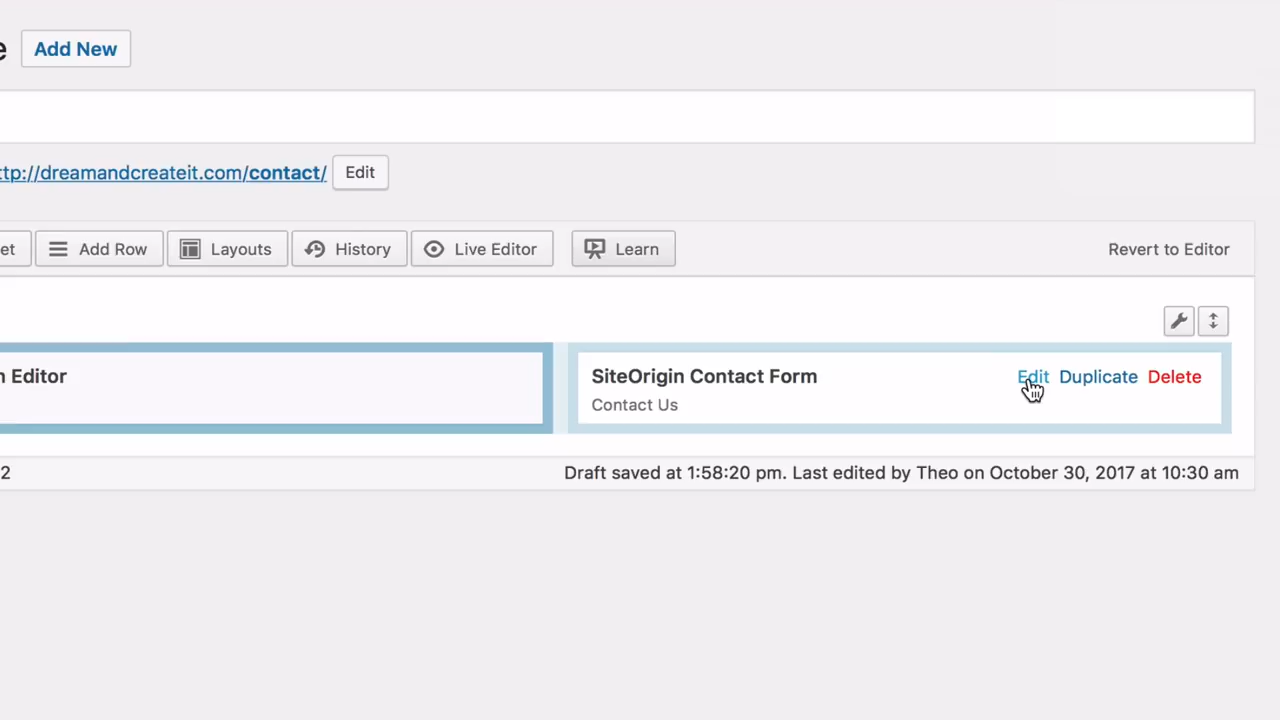 e Add New
ttp://dreamandcreateit.com/contact/ Edit
et Add Row Layouts History Live Editor Learn Revert to Editor
n Editor SiteOrigin Contact Form Edit Duplicate Delete
Contact Us
2 Draft saved at 1:58:20 pm. Last edited by Theo on October 30, 2017 at 10:30 am